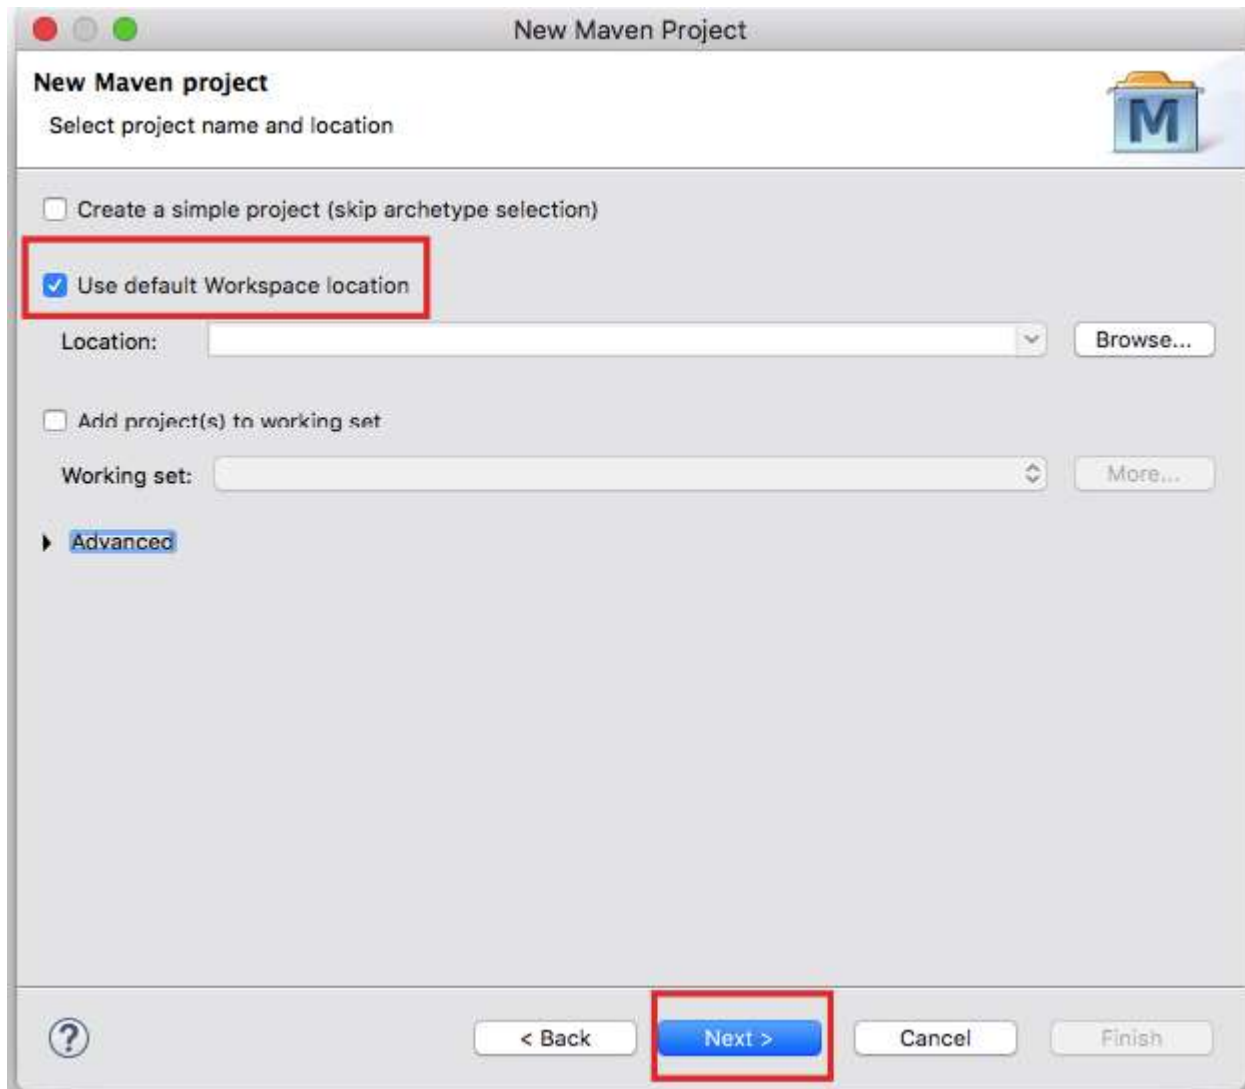 New Maven Project
New Maven project
Select project name and location
M
Create a simple project (skip archetype selection)
Use default Workspace location
Location:
Browse...
Add project(s) to working set
Working set:
More...
Advanced
?
< Back
Next >
Cancel
Finish